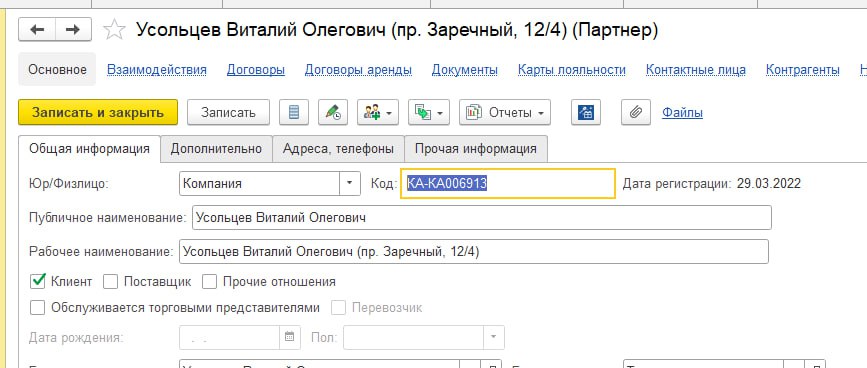 Усольцев Виталий Олегович (пр. Заречный, 12/4) (Партнер)
Основное Взаимодействия Договоры Договоры аренды Документы Карты лояльности Контактные лица Контрагенты
Записать и закрыть Записать Отчеты Файлы
Общая информация Дополнительно Адреса, телефоны Прочая информация
Юр/Физлицо: Компания Код: КА-КА006913 Дата регистрации: 29.03.2022
Публичное наименование: Усольцев Виталий Олегович
Рабочее наименование: Усольцев Виталий Олегович (пр. Заречный, 12/4)
Клиент Поставщик Прочие отношения
Обслуживается торговыми представителями Перевозчик
Дата рождения: . . Пол: